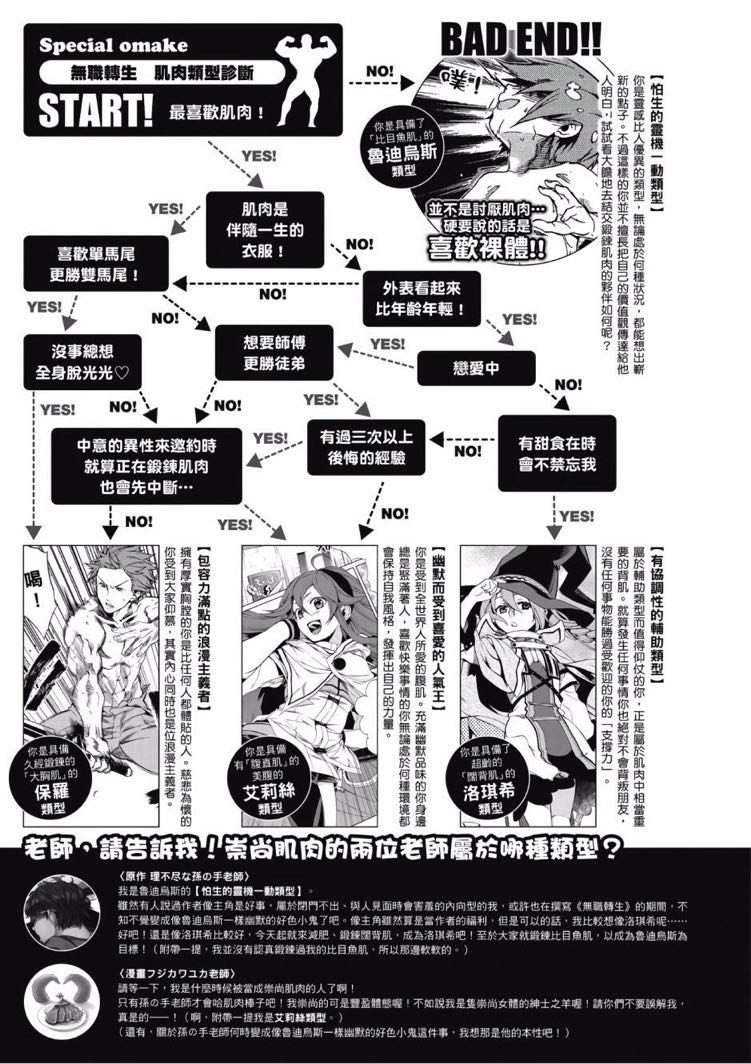 Special omake
無職轉生　肌肉類型診斷
START! 最喜歡肌肉！
NO!
BAD END!!
美!
你是具備了
「比目魚肌」的
魯迪烏斯
類型
並不是討厭肌肉…
硬要說的話是
喜歡裸體!!
【怕生的靈機一動類型】
你是靈感比人優異的類型，無論處於何種狀況，都能想出嶄
新的點子。不過這樣的你並不擅長把自己的價值觀傳達給他
人明白，試試看大膽地去結交鍛鍊肌肉的夥伴如何呢？
YES!
肌肉是
伴隨一生的
衣服！
YES!
NO!
喜歡單馬尾
更勝雙馬尾！
NO!
外表看起來
比年齡年輕！
YES!
NO!
YES!
沒事總想
全身脫光光♡
想要師傅
更勝徒弟
YES!
戀愛中
YES!
NO!
NO!
YES!
NO!
中意的異性來邀約時
就算正在鍛鍊肌肉
也會先中斷…
YES!
有過三次以上
後悔的經驗
NO!
有甜食在時
會不禁忘我
NO!
YES!
NO!
YES!
喝！
你是具備
久經鍛鍊的
「大胸肌」的
保羅
類型
【包容力滿點的浪漫主義者】
擁有厚實胸膛的你是比任何人都體貼的人。慈悲為懷的
你受到大家仰慕，其實內心同時也是位浪漫主義者。
你是具備
有「腹直肌」的
美腹的
艾莉絲
類型
【幽默而受到喜愛的人氣王】
你是受到全世界人所愛的腹肌。充滿幽默品味的你身邊
總是聚滿著人，喜歡快樂事情的你無論處於何種環境都
會保持自我風格，發揮出自己的力量。
你是具備了
超齡的
「闊背肌」的
洛琪希
類型
【有協調性的輔助類型】
屬於輔助類型而值得仰仗的你，正是屬於肌肉中相當重
要的背肌。就算發生任何事情你也絕對不會背叛朋友，
沒有任何事物能勝過受歡迎的你的「支撐力」。
老師，請告訴我！崇尚肌肉的兩位老師屬於哪種類型？
〈原作 理不尽な孫の手老師〉
我是魯迪烏斯的【怕生的靈機一動類型】。
雖然有人說過作者像主角是好事，屬於閉門不出、與人見面時會害羞的內向型的我，或許也在撰寫《無職轉生》的期間，不
知不覺變成像魯迪烏斯一樣幽默的好色小鬼了吧。像主角雖然算是當作者的福利，但是可以的話，我比較想像洛琪希呢……
好吧！還是像洛琪希比較好，今天起就來減肥、鍛鍊闊背肌，成為洛琪希吧！至於大家就鍛鍊比目魚肌，以成為魯迪烏斯為
目標！（附帶一提，我並沒有認真鍛鍊過我的比目魚肌，所以那邊軟軟的。）
〈漫畫フジカワユカ老師〉
請等一下，我是什麼時候被當成崇尚肌肉的人了啊！
只有孫の手老師才會哈肌肉棒子吧！我崇尚的可是豐盈體態喔！不如說我是隻崇尚女體的紳士之羊喔！請你們不要誤解我，
真是的——！（啊，附帶一提我是艾莉絲類型。）
（還有，關於孫の手老師何時變成像魯迪烏斯一樣幽默的好色小鬼這件事，我想那是他的本性吧！）